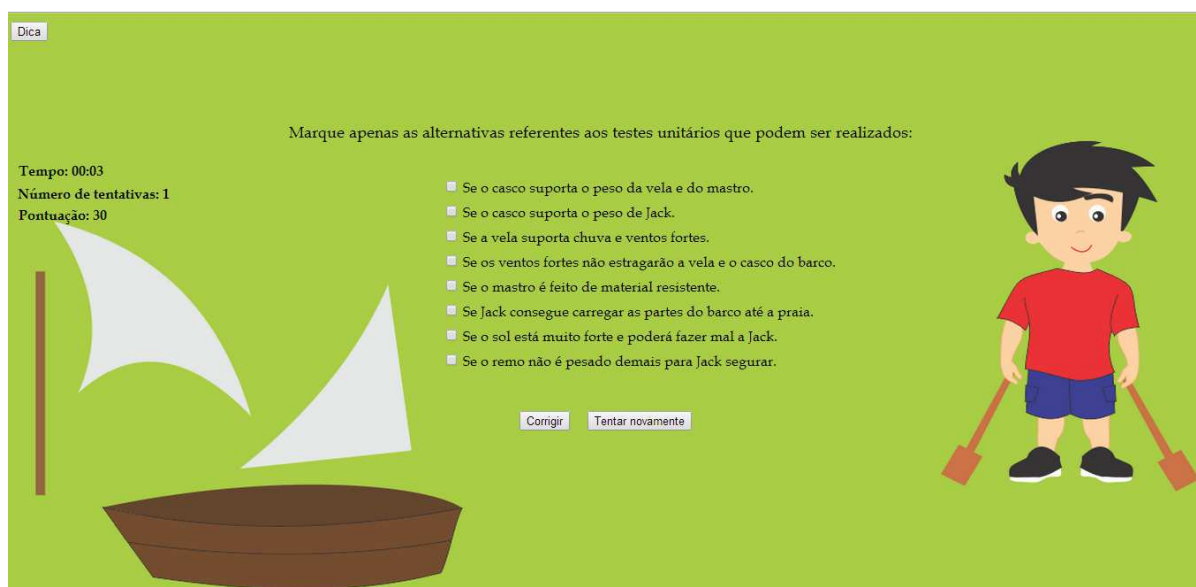 Dica
Marque apenas as alternativas referentes aos testes unitários que podem ser realizados:
Tempo: 00:03
Número de tentativas: 1
Pontuação: 30
Se o casco suporta o peso da vela e do mastro.
Se o casco suporta o peso de Jack.
Se a vela suporta chuva e ventos fortes.
Se os ventos fortes não estragarão a vela e o casco do barco.
Se o mastro é feito de material resistente.
Se Jack consegue carregar as partes do barco até a praia.
Se o sol está muito forte e poderá fazer mal a Jack.
Se o remo não é pesado demais para Jack segurar.
Corrigir Tentar novamente